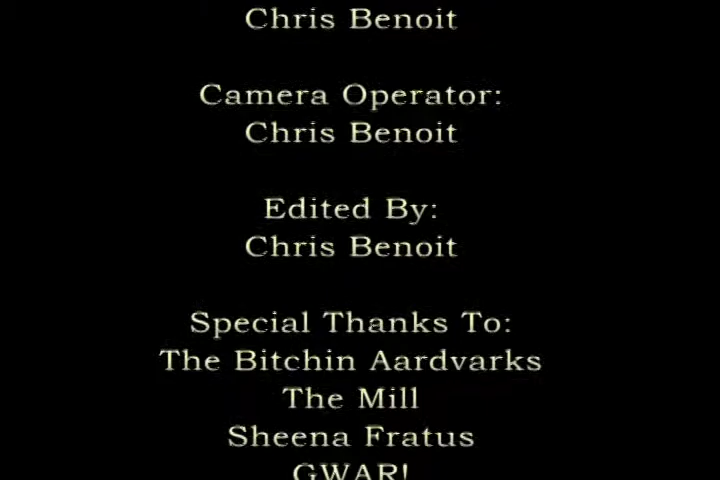 Chris Benoit
Camera Operator:
Chris Benoit
Edited By:
Chris Benoit
Special Thanks To:
The Bitchin Aardvarks
The Mill
Sheena Fratus
GWAR!